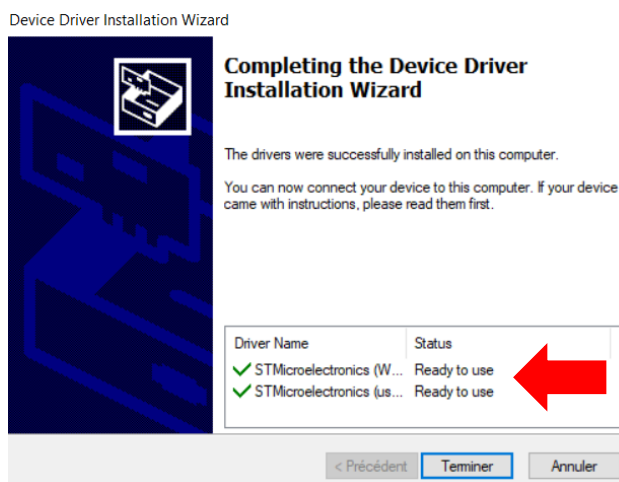 Device Driver Installation Wizard
Completing the Device Driver
Installation Wizard
The drivers were successfully installed on this computer.
You can now connect your device to this computer. If your device
came with instructions, please read them first.
Driver Name Status
STMicroelectronics (W... Ready to use
STMicroelectronics (us... Ready to use
< Précédent Terminer Annuler